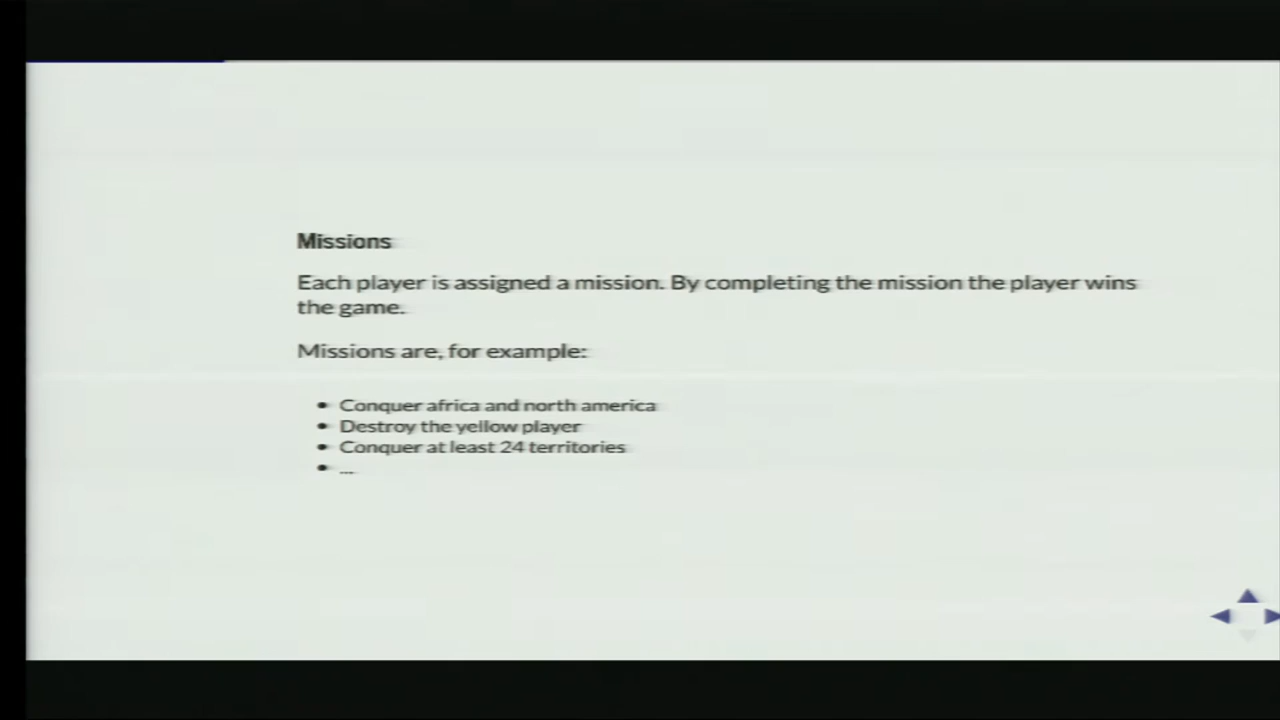 Missions
Each player is assigned a mission. By completing the mission the player wins
the game.
Missions are, for example:
• Conquer africa and north america
• Destroy the yellow player
• Conquer at least 24 territories
• ...